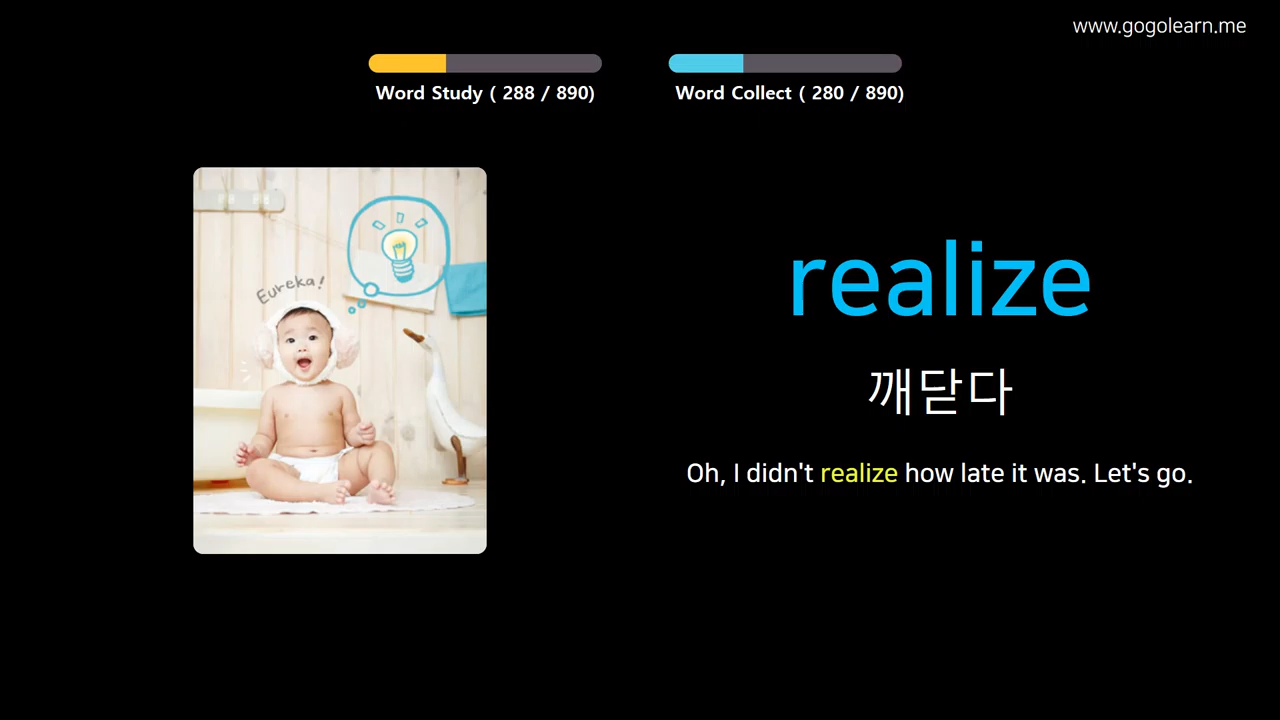 www.gogolearn.me
Word Study ( 288 / 890)
Word Collect ( 280 / 890)
Eureka!
realize
깨닫다
Oh, I didn't realize how late it was. Let's go.